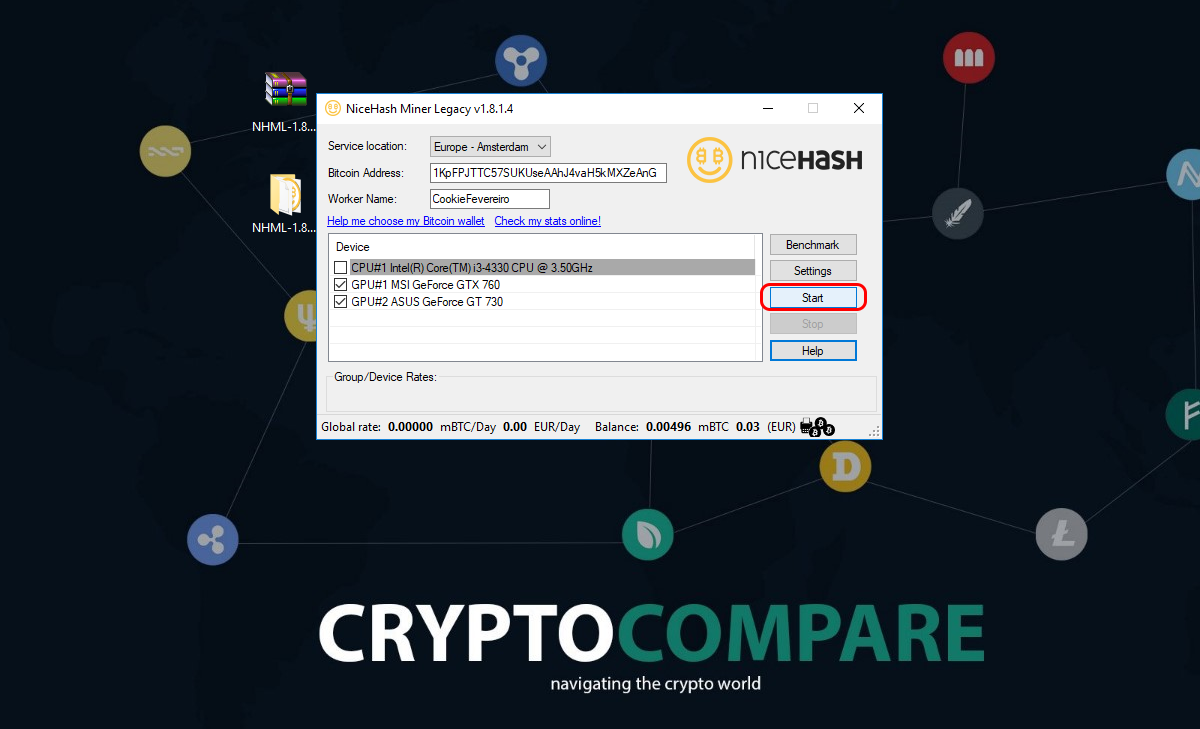 NHML-1.8...
NHML-1.8...
NiceHash Miner Legacy v1.8.1.4
Service location:
Europe - Amsterdam
Bitcoin Address:
1KpFPJTTC57SUKUseAAhJ4vaH5kMXZeAnG
Worker Name:
CookieFevereiro
nıceHASH
Help me choose my Bitcoin wallet Check my stats online!
Device
CPU#1 Intel(R) Core(TM) i3-4330 CPU @ 3.50GHz
GPU#1 MSI GeForce GTX 760
GPU#2 ASUS GeForce GT 730
Benchmark
Settings
Start
Stop
Help
Group/Device Rates:
Global rate: 0.00000 mBTC/Day 0.00 EUR/Day Balance: 0.00496 mBTC 0.03 (EUR)
CRYPTOCOMPARE
navigating the crypto world